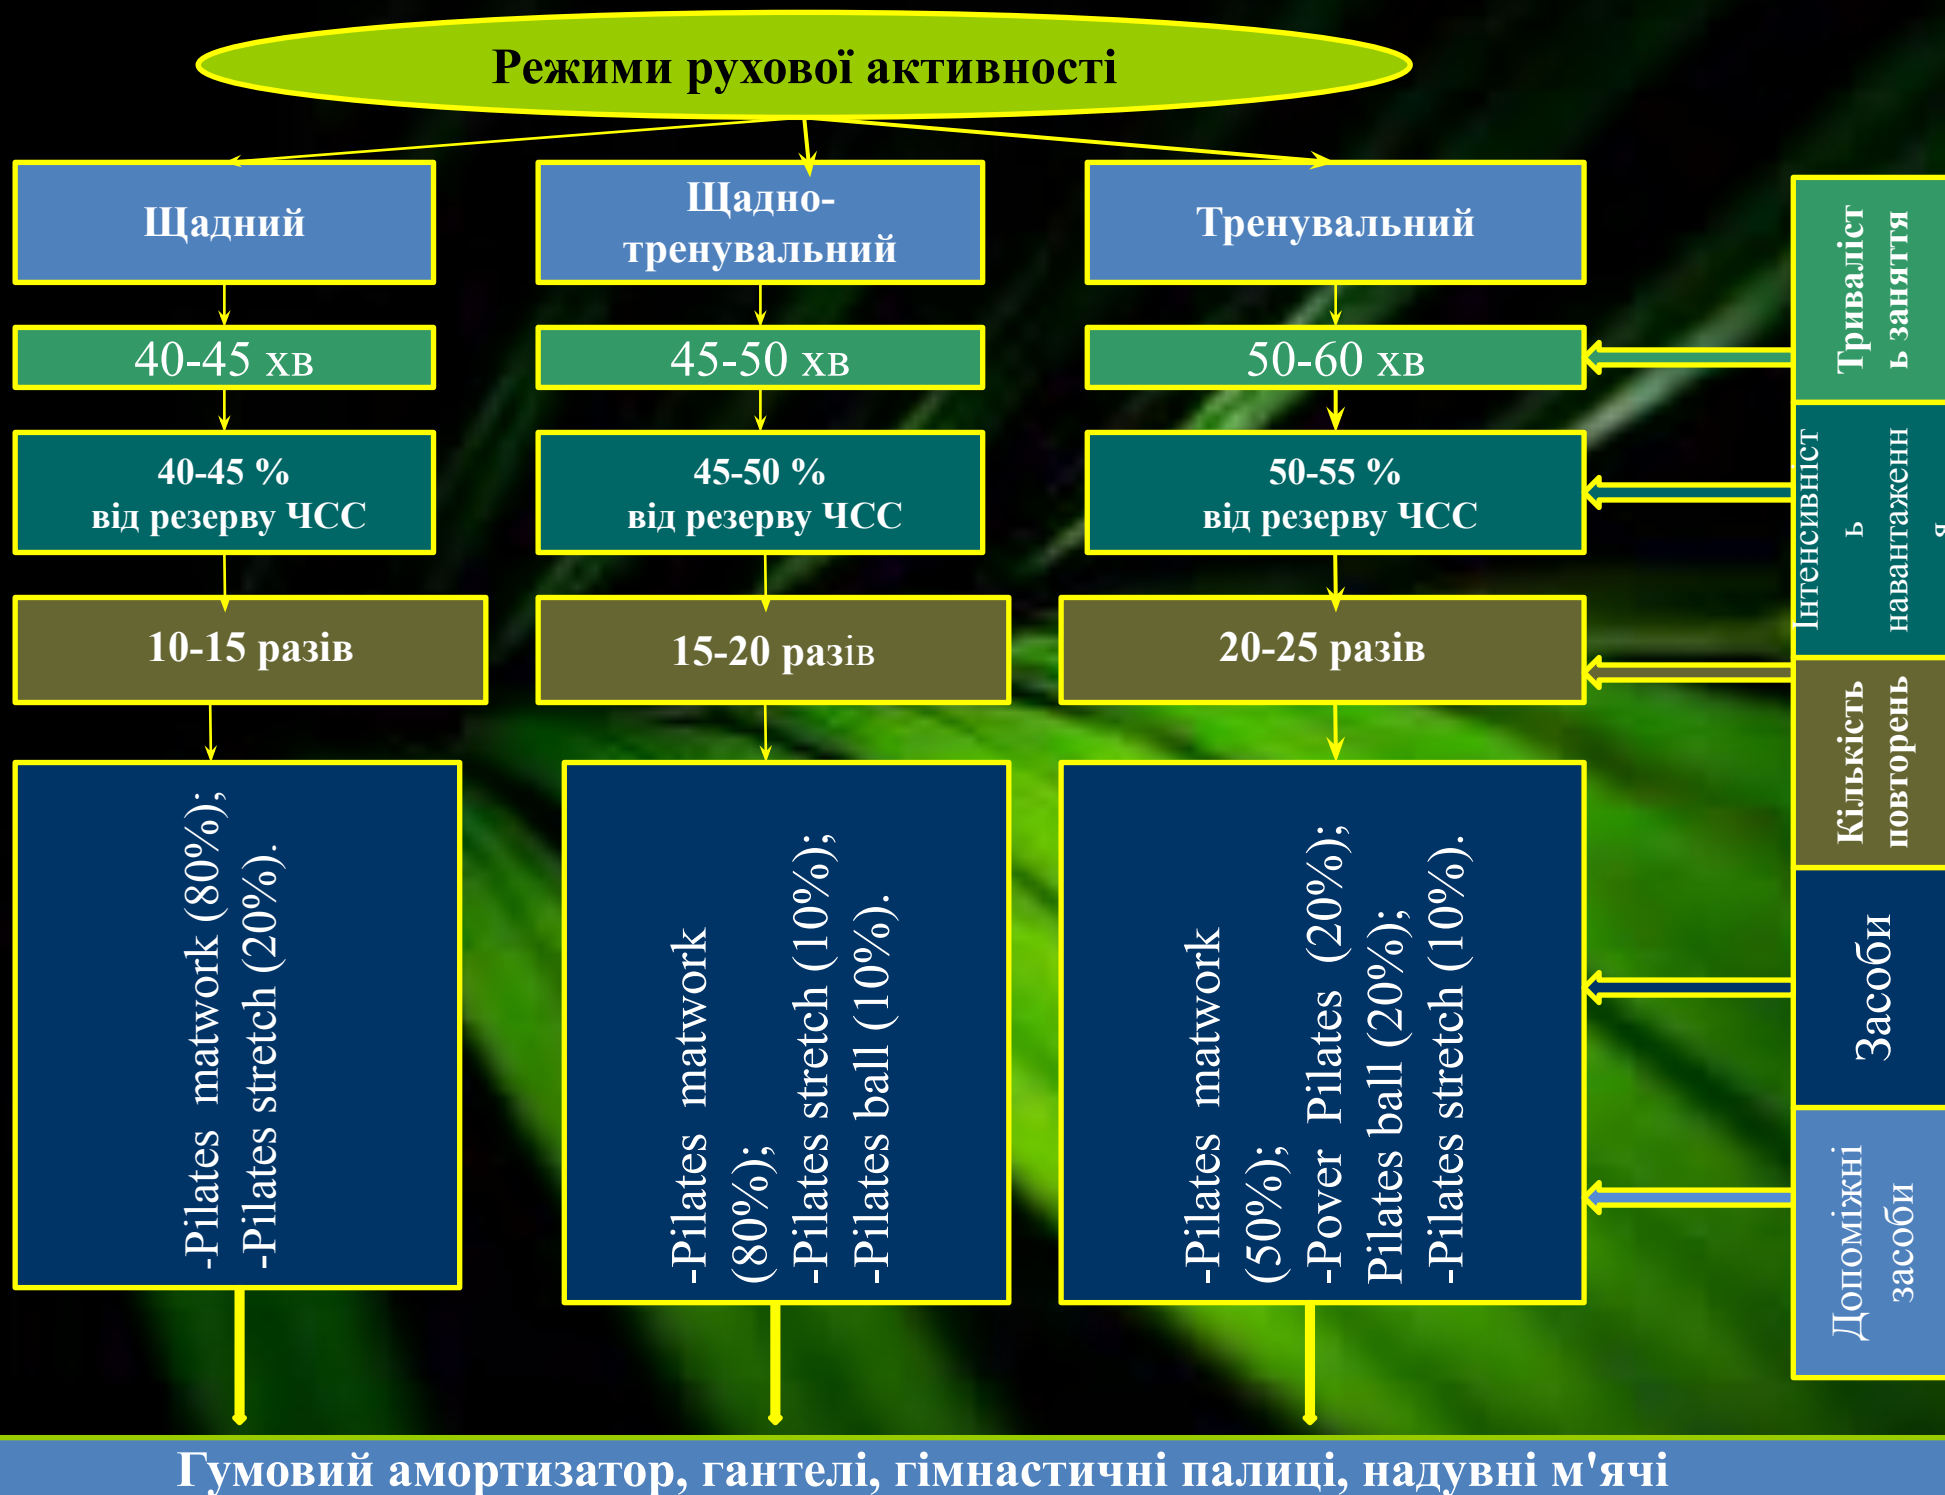 Режими рухової активності
Щадний
Щадно-
тренувальний
Тренувальний
40-45 хв
45-50 хв
50-60 хв
40-45 %
від резерву ЧСС
45-50 %
від резерву ЧСС
50-55 %
від резерву ЧСС
10-15 разів
15-20 разів
20-25 разів
-Pilates matwork (80%);
-Pilates stretch (20%).
-Pilates matwork
(80%);
-Pilates stretch (10%);
-Pilates ball (10%).
-Pilates matwork
(50%);
-Pover Pilates (20%);
Pilates ball (20%);
-Pilates stretch (10%).
Триваліст
ь заняття
Інтенсивніст
ь
навантаженн
я
Кількість
повторень
Засоби
Допоміжні
засоби
Гумовий амортизатор, гантелі, гімнастичні палиці, надувні м'ячі